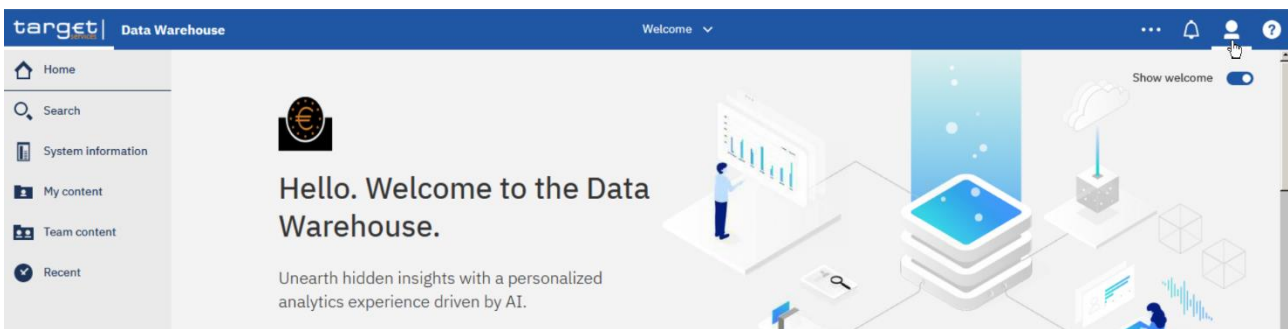 target| Data Warehouse
services
Welcome
Home
Search
System information
My content
Team content
Recent
Show welcome
Hello. Welcome to the Data
Warehouse.
Unearth hidden insights with a personalized
analytics experience driven by AI.